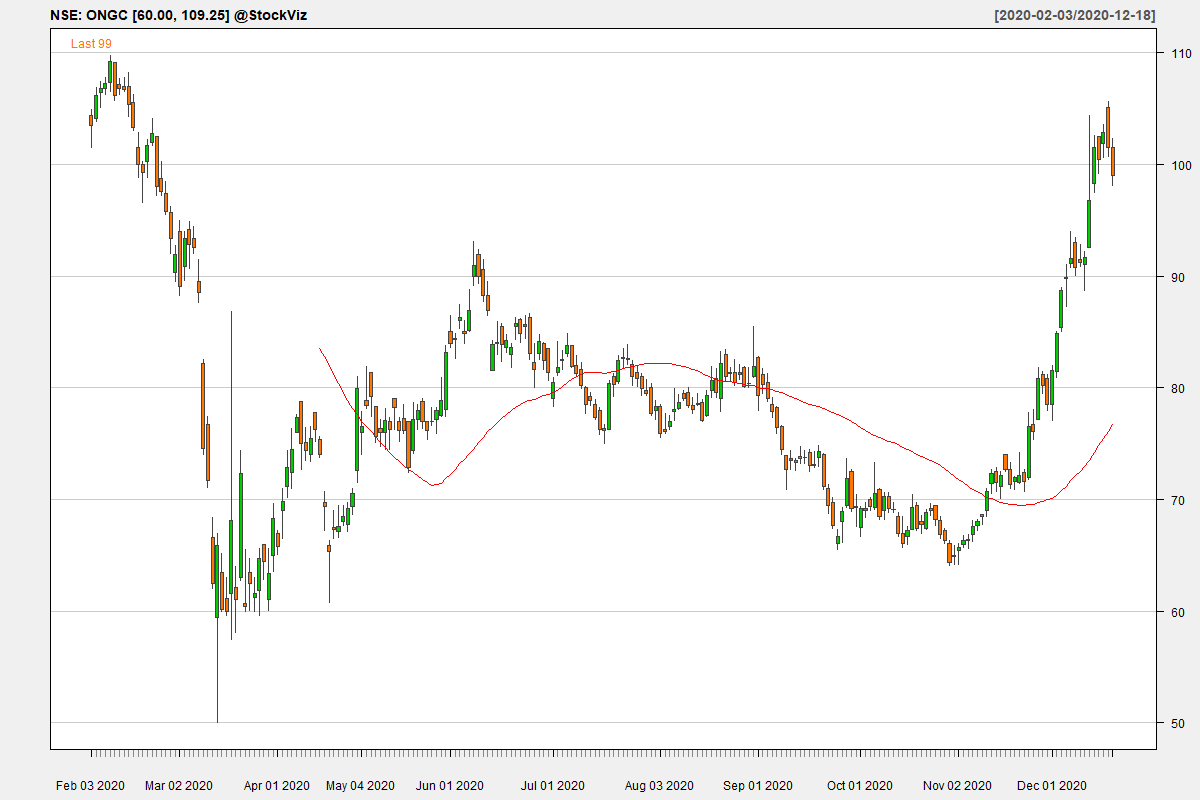 NSE: ONGC [60.00, 109.25] @StockViz [2020-02-03/2020-12-18]
Last 99
110
100
90
80
70
60
50
Feb 03 2020 Mar 02 2020 Apr 01 2020 May 04 2020 Jun 01 2020 Jul 01 2020 Aug 03 2020 Sep 01 2020 Oct 01 2020 Nov 02 2020 Dec 01 2020